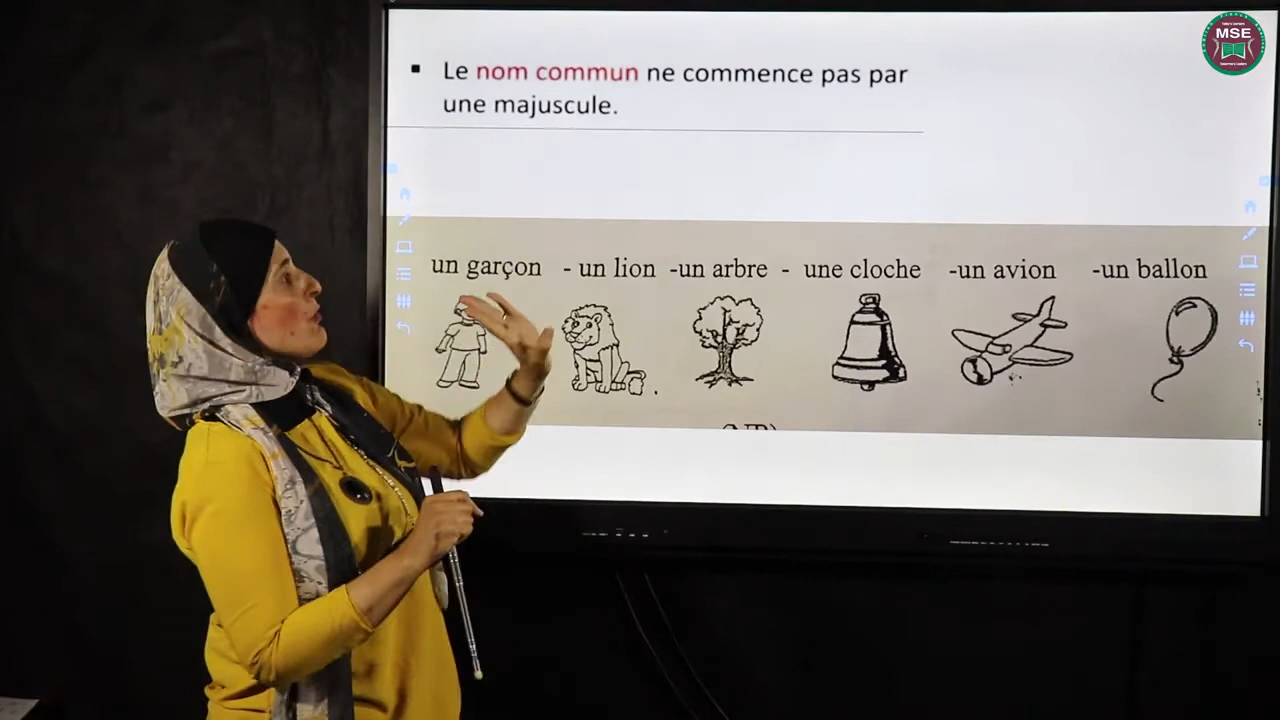 ▪ Le nom commun ne commence pas par
une majuscule.
un garçon - un lion -un arbre - une cloche -un avion -un ballon
MSE